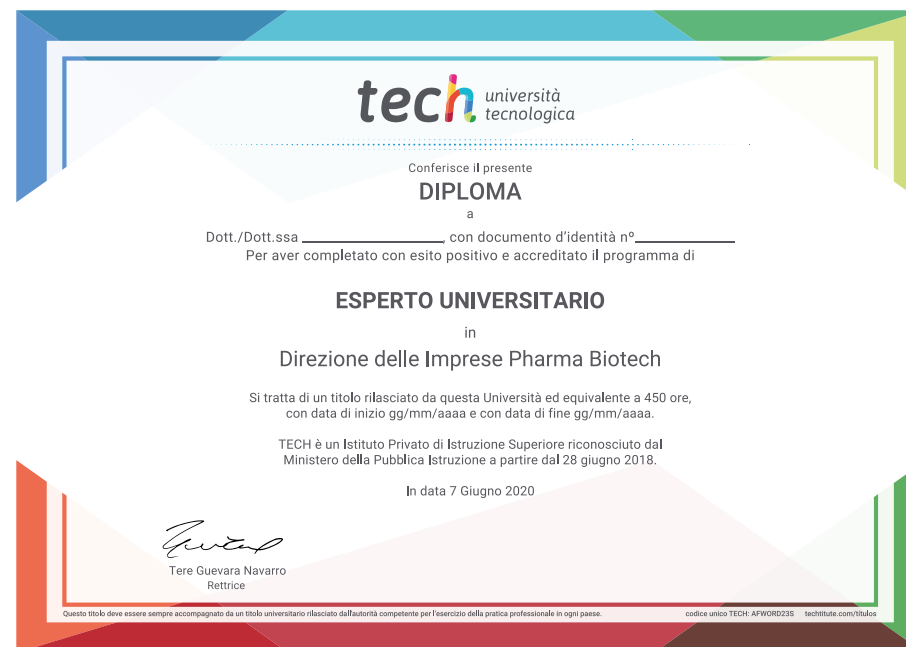 tech università
tecnologica
Conferisce il presente
DIPLOMA
a
Dott./Dott.ssa ____________________, con documento d'identità nº______________
Per aver completato con esito positivo e accreditato il programma di
ESPERTO UNIVERSITARIO
in
Direzione delle Imprese Pharma Biotech
Si tratta di un titolo rilasciato da questa Università ed equivalente a 450 ore,
con data di inizio gg/mm/aaaa e con data di fine gg/mm/aaaa.
TECH è un Istituto Privato di Istruzione Superiore riconosciuto dal
Ministero della Pubblica Istruzione a partire dal 28 giugno 2018.
In data 7 Giugno 2020
Tere Guevara Navarro
Rettrice
Questo titolo deve essere sempre accompagnato da un titolo universitario rilasciato dall'autorità competente per l'esercizio della pratica professionale in ogni paese. codice unico TECH: AFWORD23S techtitute.com/titulos